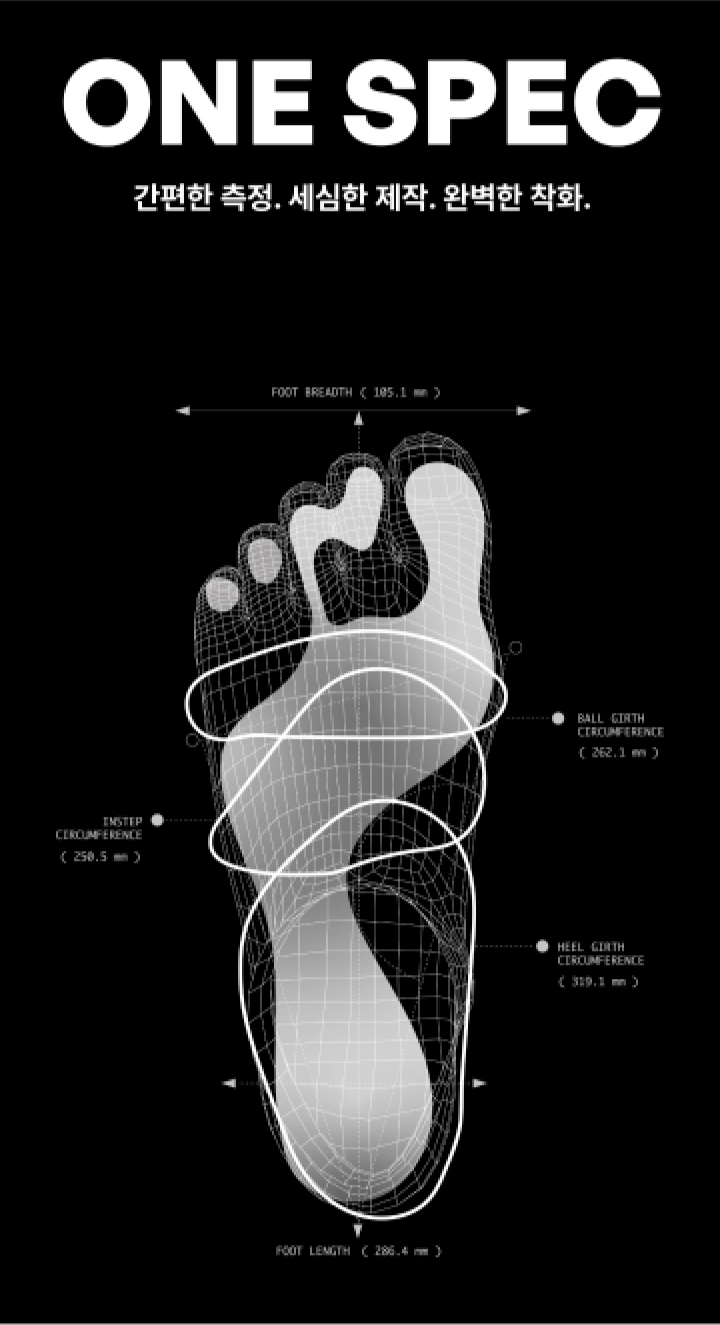 ONE SPEC
간편한 측정. 세심한 제작. 완벽한 착화.
FOOT BREADTH ( 105.1 mm )
BALL GIRTH
CIRCUMFERENCE
( 262.1 mm )
INSTEP
CIRCUMFERENCE
( 250.5 mm )
HEEL GIRTH
CIRCUMFERENCE
( 319.1 mm )
FOOT LENGTH ( 286.4 mm )